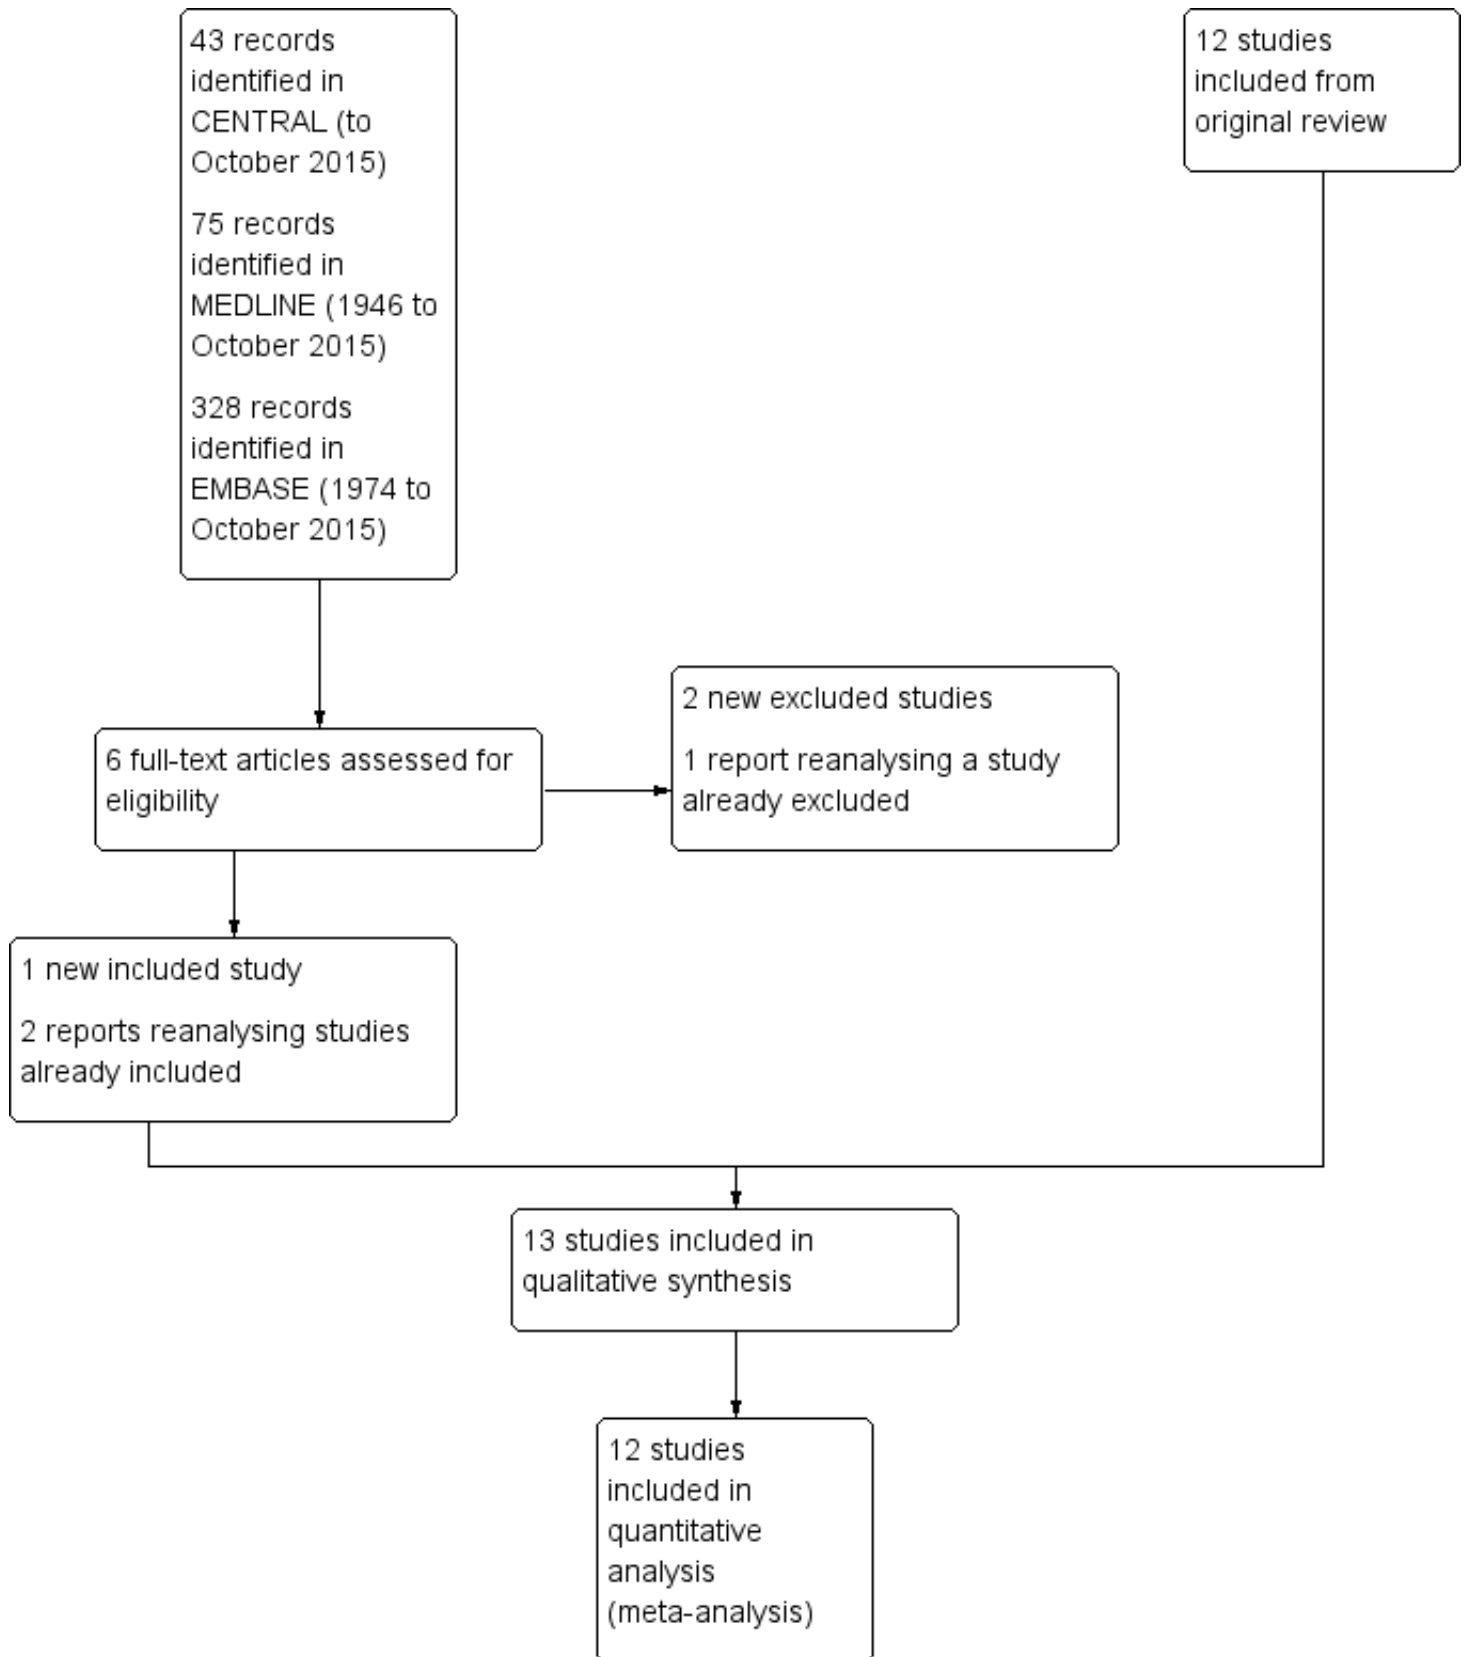 43 records
identified in
CENTRAL (to
October 2015)
75 records
identified in
MEDLINE (1946 to
October 2015)
328 records
identified in
EMBASE (1974 to
October 2015)
12 studies
included from
original review
6 full-text articles assessed for
eligibility
2 new excluded studies
1 report reanalysing a study
already excluded
1 new included study
2 reports reanalysing studies
already included
13 studies included in
qualitative synthesis
12 studies
included in
quantitative
analysis
(meta-analysis)